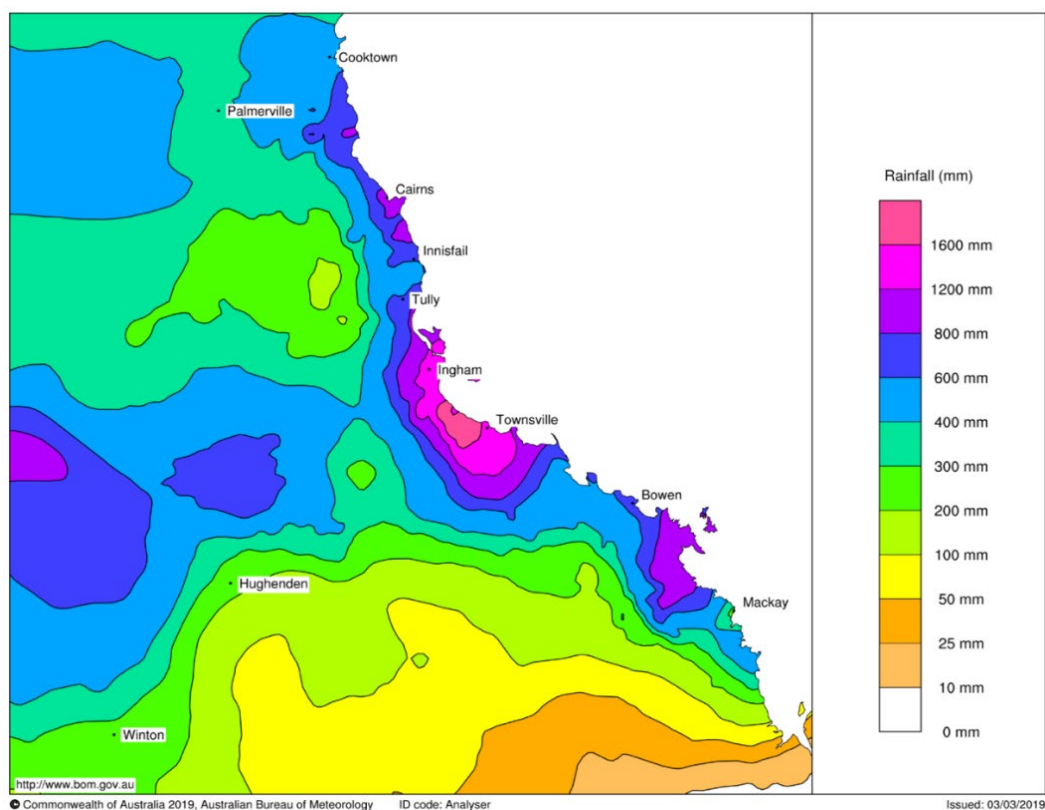 Cooktown
Palmerville
Cairns
Innisfail
Tully
Ingham
Townsville
Bowen
Hughenden
Mackay
Winton
Rainfall (mm)
1600 mm
1200 mm
800 mm
600 mm
400 mm
300 mm
200 mm
100 mm
50 mm
25 mm
10 mm
0 mm
http://www.bom.gov.au
© Commonwealth of Australia 2019, Australian Bureau of Meteorology ID code: Analyser Issued: 03/03/2019